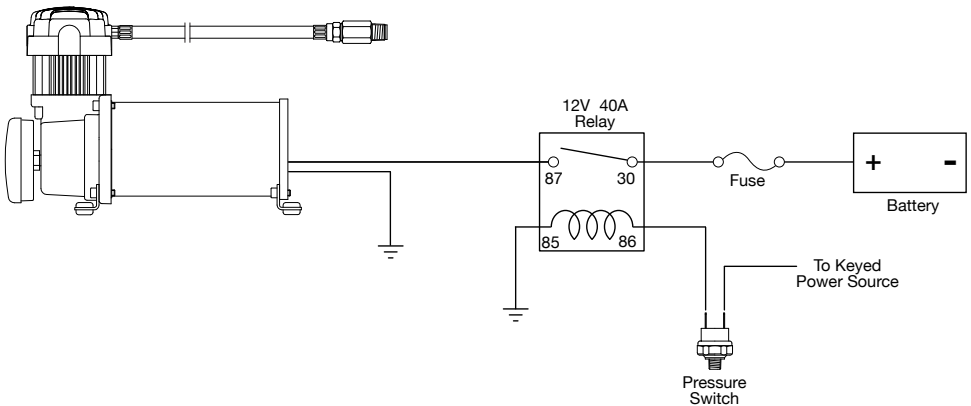 12V 40A
Relay
87
30
Fuse
+
-
Battery
85
86
To Keyed
Power Source
Pressure
Switch